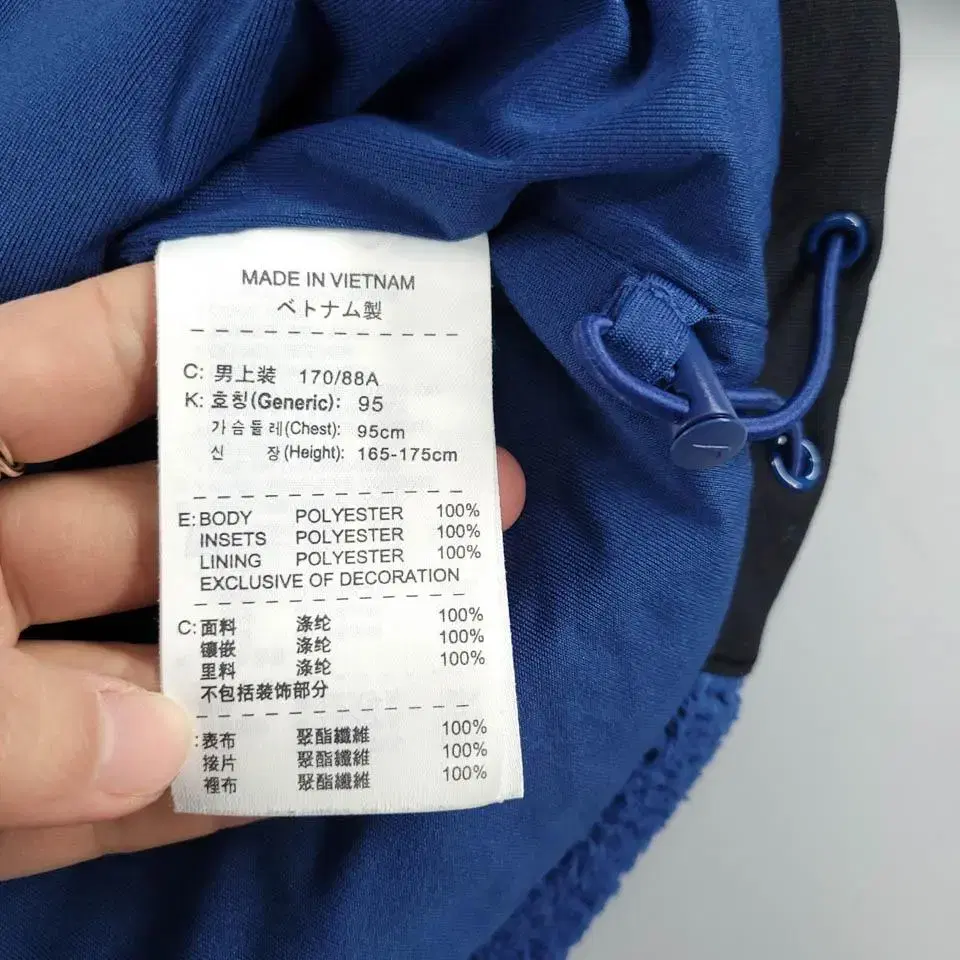 MADE IN VIETNAM
ベトナム製
C: 男上装 170/88A
K: 호칭(Generic): 95
가슴둘레(Chest): 95cm
신 장(Height): 165-175cm
E: BODY POLYESTER 100%
INSETS POLYESTER 100%
LINING POLYESTER 100%
EXCLUSIVE OF DECORATION
C: 面料 涤纶 100%
镶嵌 涤纶 100%
里料 涤纶 100%
不包括装饰部分
: 表布 聚酯纖維 100%
接片 聚酯纖維 100%
裡布 聚酯纖維 100%